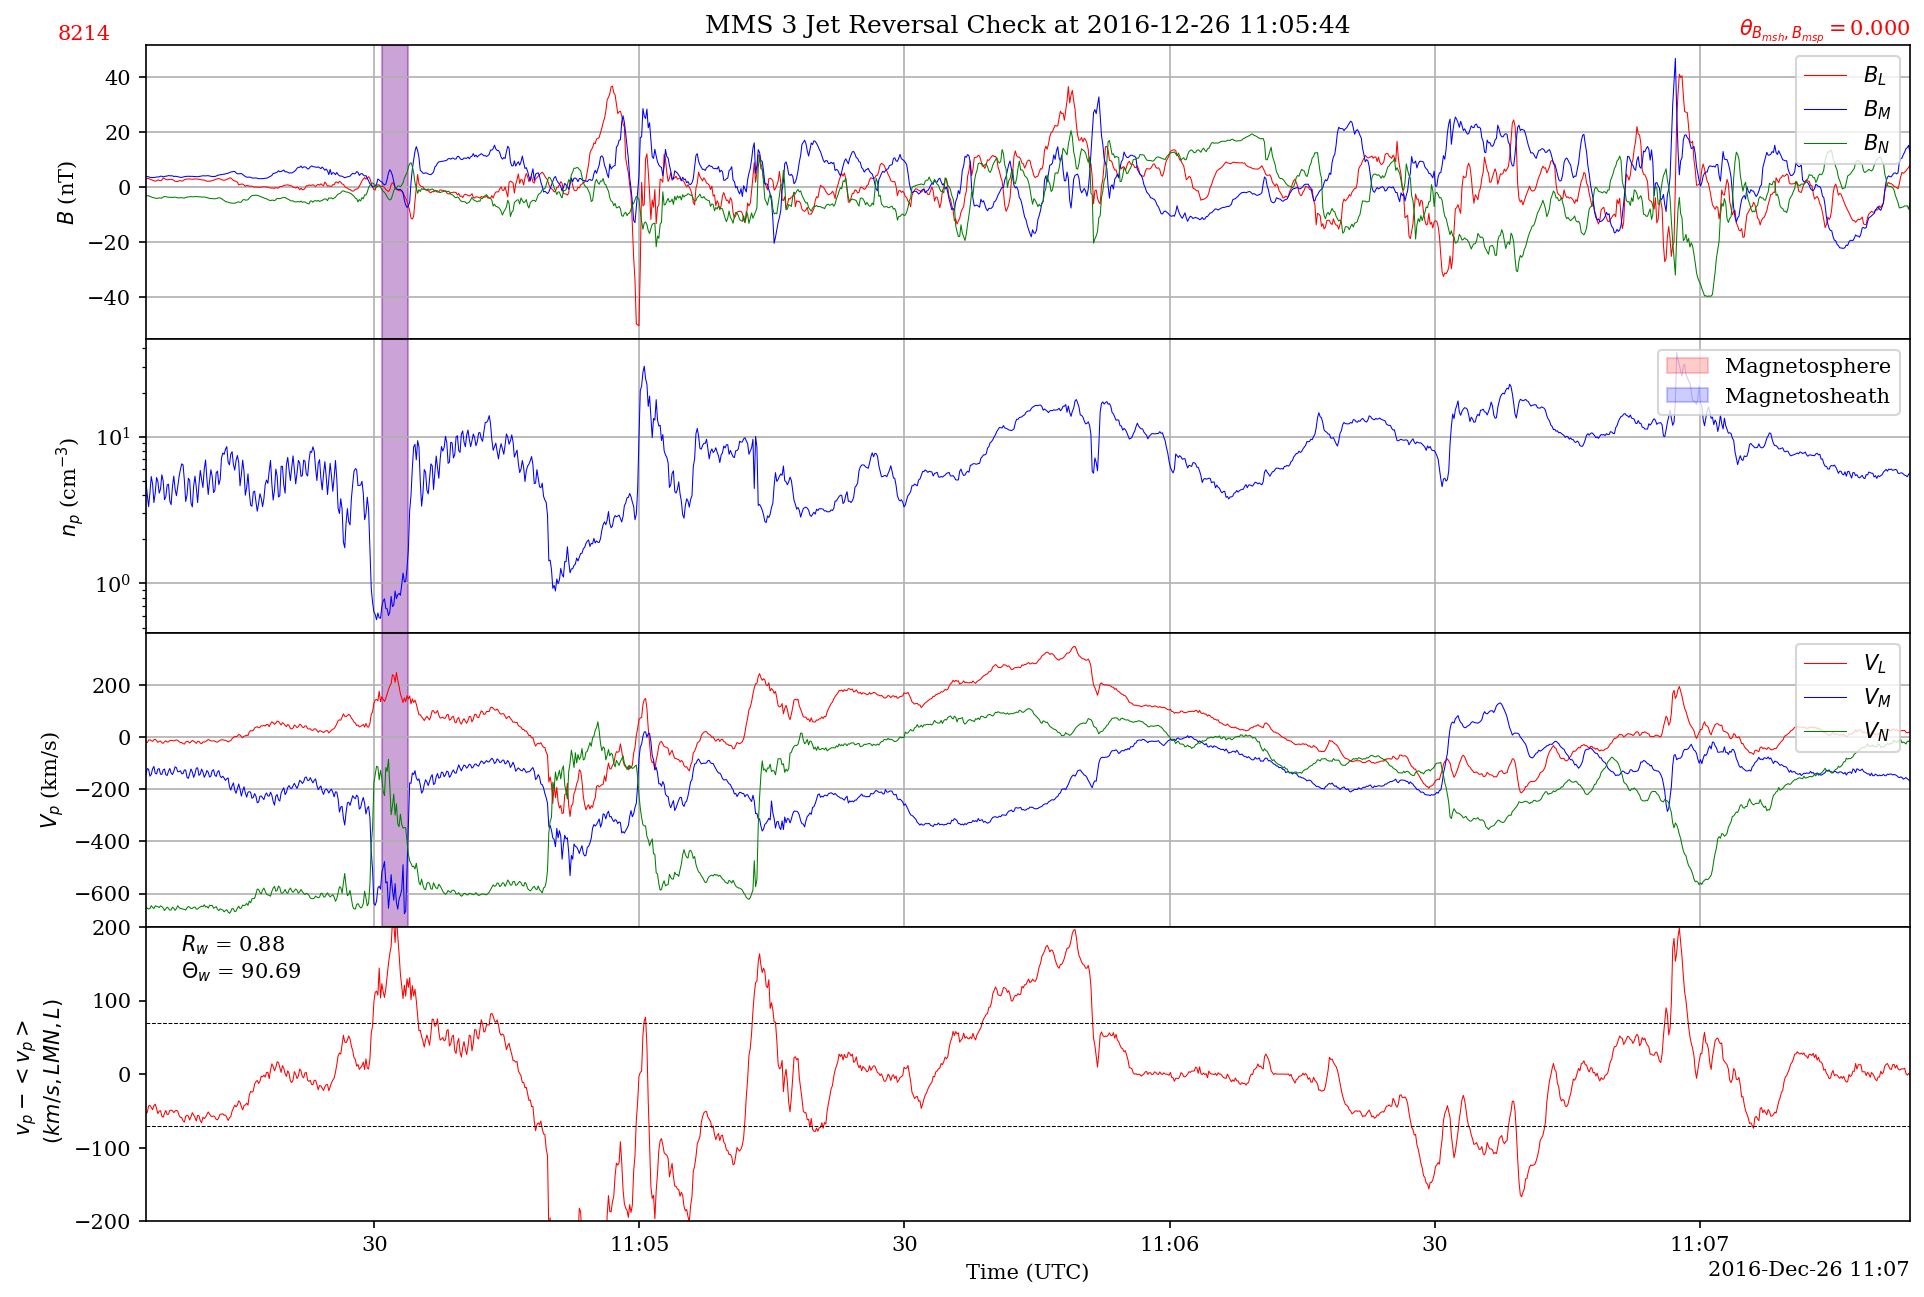 MMS 3 Jet Reversal Check at 2016-12-26 11:05:44
8214
θ_{B_{msh}, B_{msp}} = 0.000
B (nT)
40
20
0
−20
−40
B_L
B_M
B_N
n_p (cm^{−3})
10^1
10^0
Magnetosphere
Magnetosheath
V_p (km/s)
200
0
−200
−400
−600
V_L
V_M
V_N
v_p − < v_p >
(km/s, LMN, L)
200
100
0
−100
−200
R_w = 0.88
Θ_w = 90.69
30
11:05
30
11:06
30
11:07
Time (UTC)
2016-Dec-26 11:07